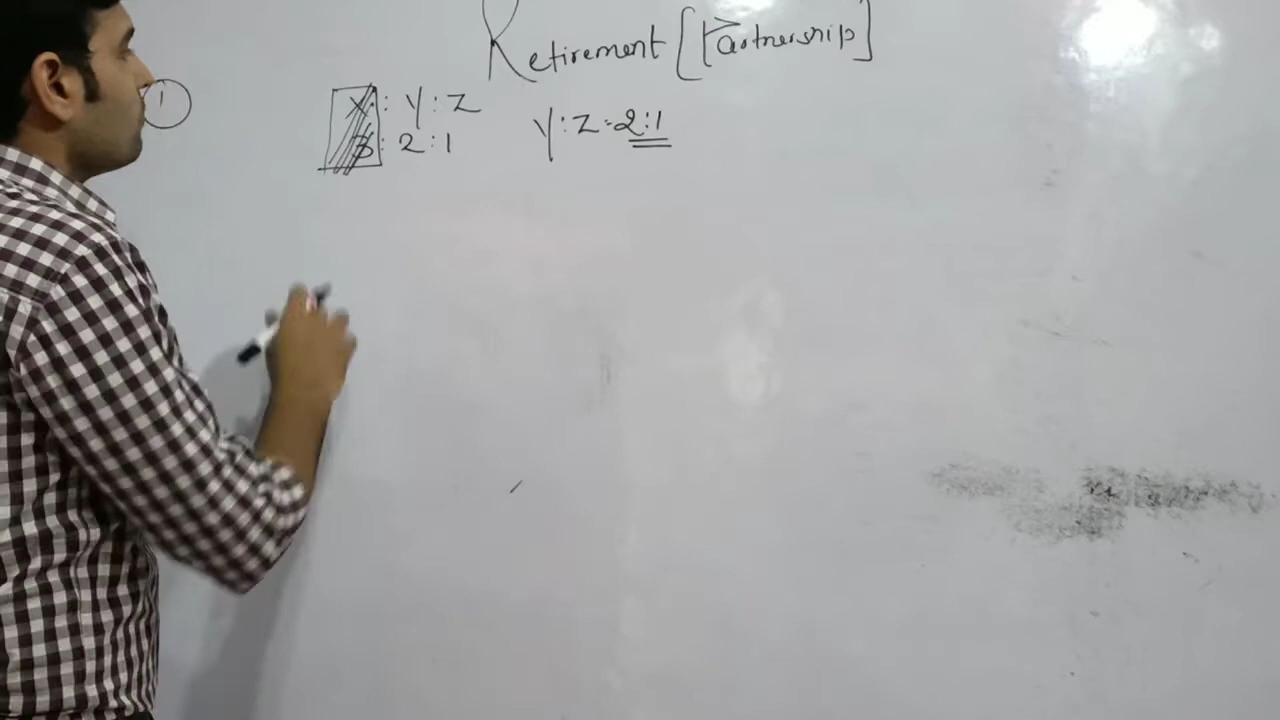 Retirement [Partnership]
1
X : Y : Z
3 : 2 : 1
Y : Z = 2:1